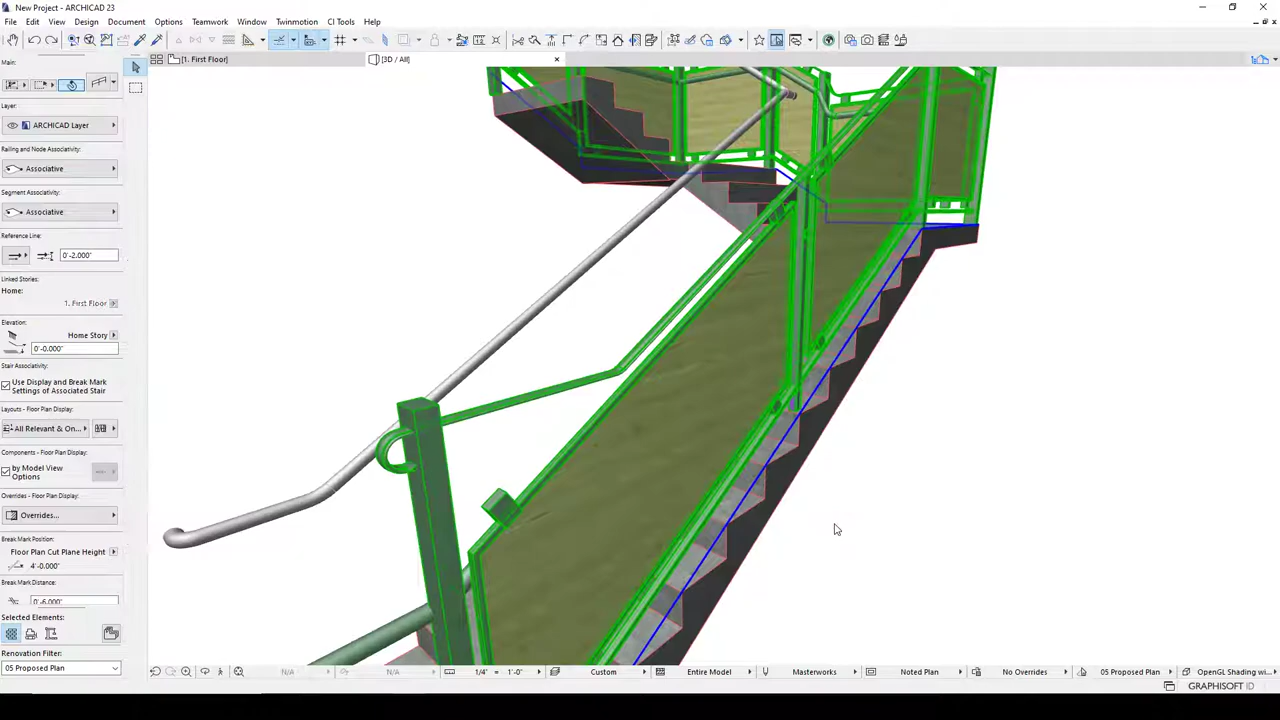 New Project - ARCHICAD 23
File Edit View Design Document Options Teamwork Window Twinmotion CI Tools Help
Main:
[1. First Floor]
[3D / All]
Layer:
ARCHICAD Layer
Railing and Node Associativity:
Associative
Segment Associativity:
Associative
Reference Line:
0'-2.000"
Linked Stories:
Home:
1. First Floor
Elevation:
Home Story
0'-0.000"
Stair Associativity:
Use Display and Break Mark
Settings of Associated Stair
Layouts - Floor Plan Display:
All Relevant & On...
Components - Floor Plan Display:
by Model View
Options
Overrides - Floor Plan Display:
Overrides...
Break Mark Position:
Floor Plan Cut Plane Height
4'-0.000"
Break Mark Distance:
0'-6.000"
Selected Elements:
Renovation Filter:
05 Proposed Plan
N/A N/A 1/4" = 1'-0" Custom Entire Model Masterworks Noted Plan No Overrides 05 Proposed Plan OpenGL Shading wi...
GRAPHISOFT ID